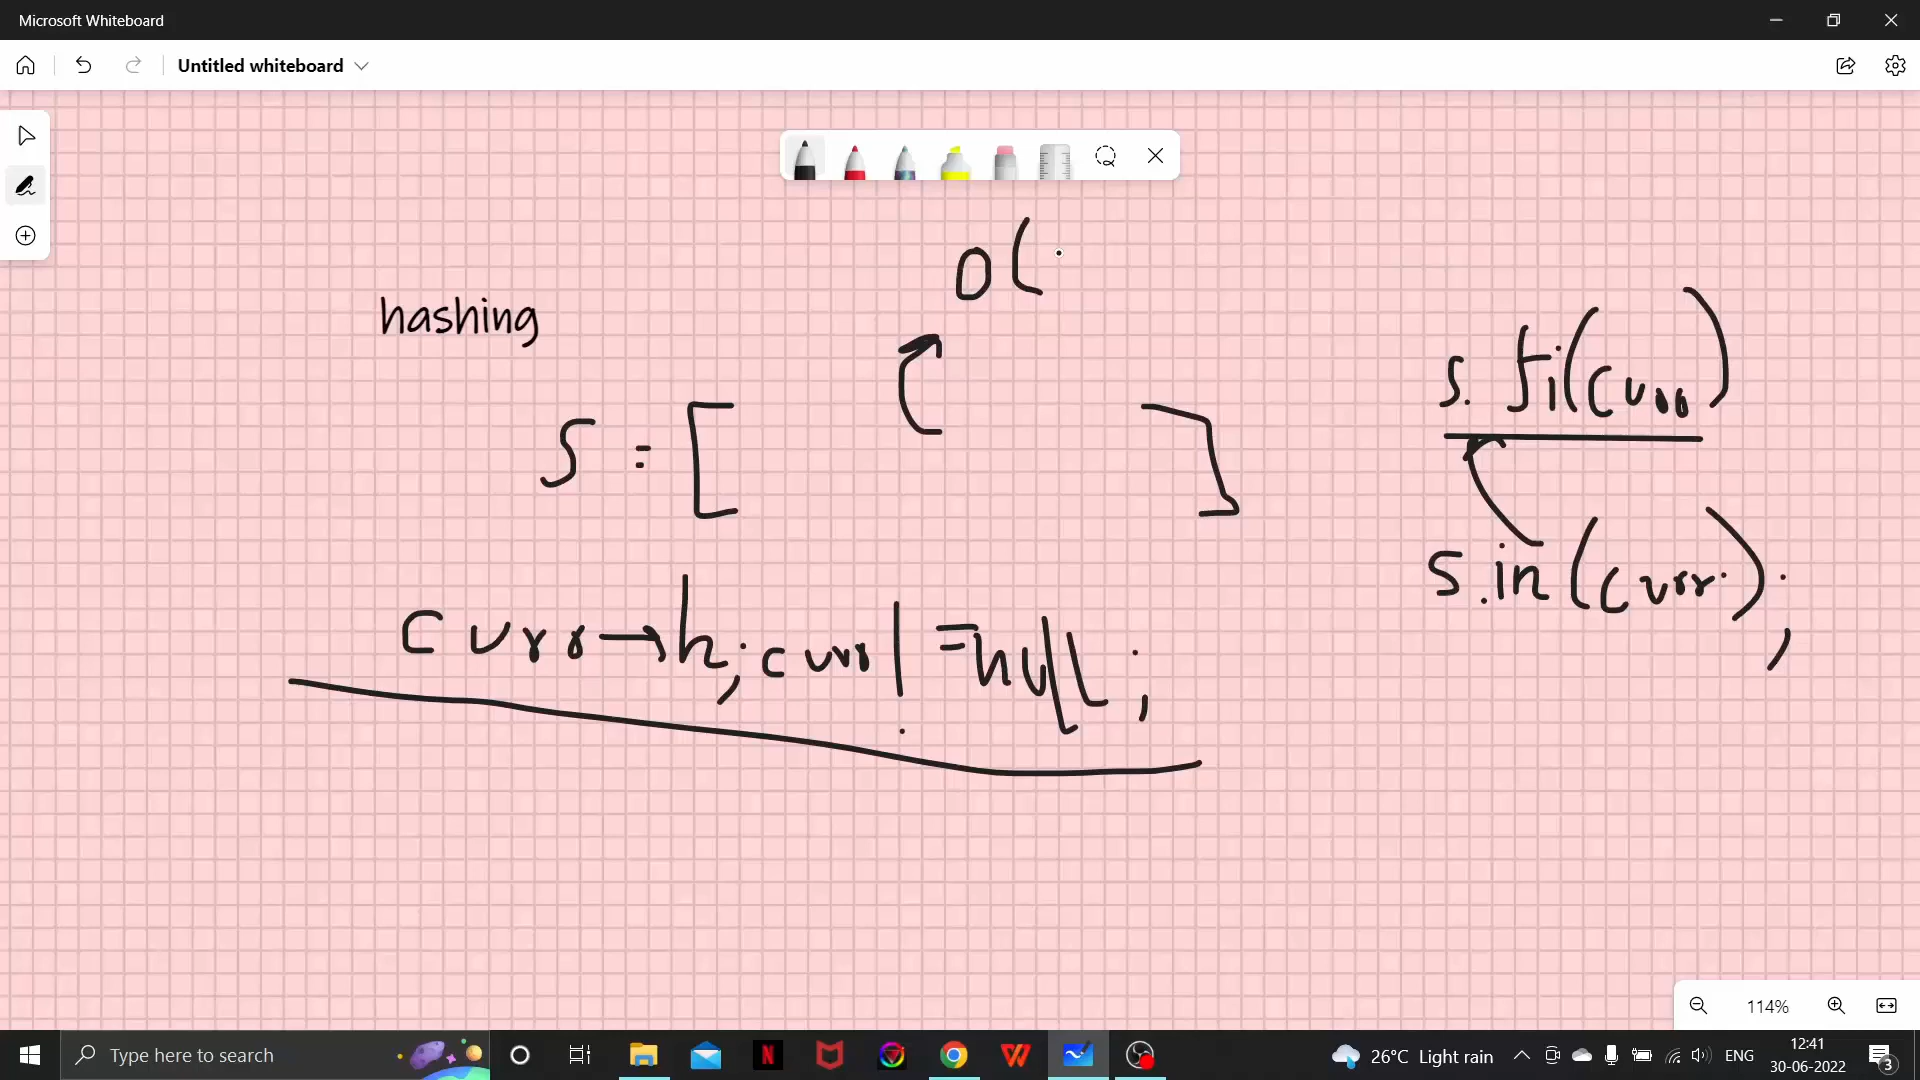 Microsoft Whiteboard
Untitled whiteboard
O(
hashing
s. fi(curr)
S = [ ]
s.in(curr);
curr→h; curr != null;
114%
Type here to search
26°C Light rain
ENG
12:41
30-06-2022
3